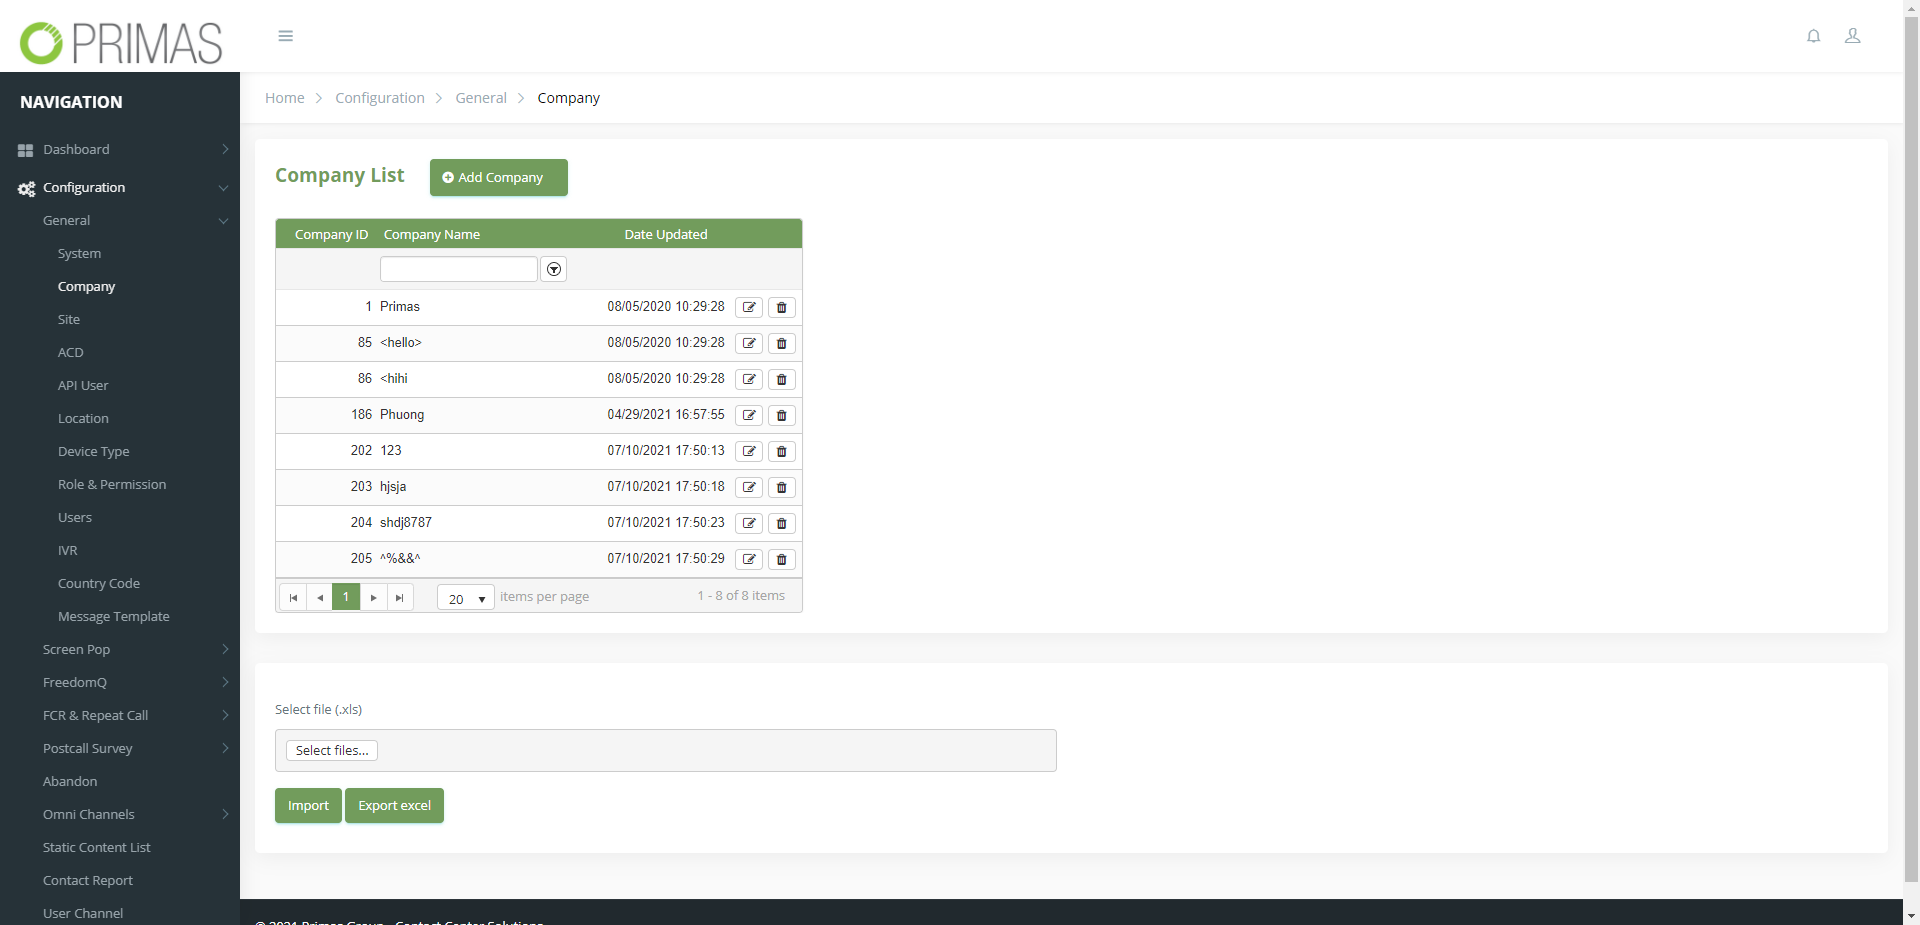 PRIMAS
NAVIGATION
Dashboard
Configuration
General
System
Company
Site
ACD
API User
Location
Device Type
Role & Permission
Users
IVR
Country Code
Message Template
Screen Pop
FreedomQ
FCR & Repeat Call
Postcall Survey
Abandon
Omni Channels
Static Content List
Contact Report
User Channel
Home > Configuration > General > Company
Company List
Add Company
Company ID Company Name Date Updated
1 Primas 08/05/2020 10:29:28
85 <hello> 08/05/2020 10:29:28
86 <hihi 08/05/2020 10:29:28
186 Phuong 04/29/2021 16:57:55
202 123 07/10/2021 17:50:13
203 hjsja 07/10/2021 17:50:18
204 shdj8787 07/10/2021 17:50:23
205 ^%&&^ 07/10/2021 17:50:29
1 20 items per page 1 - 8 of 8 items
Select file (.xls)
Select files...
Import Export excel
© 2021 Primas Group - Contact Center Solutions